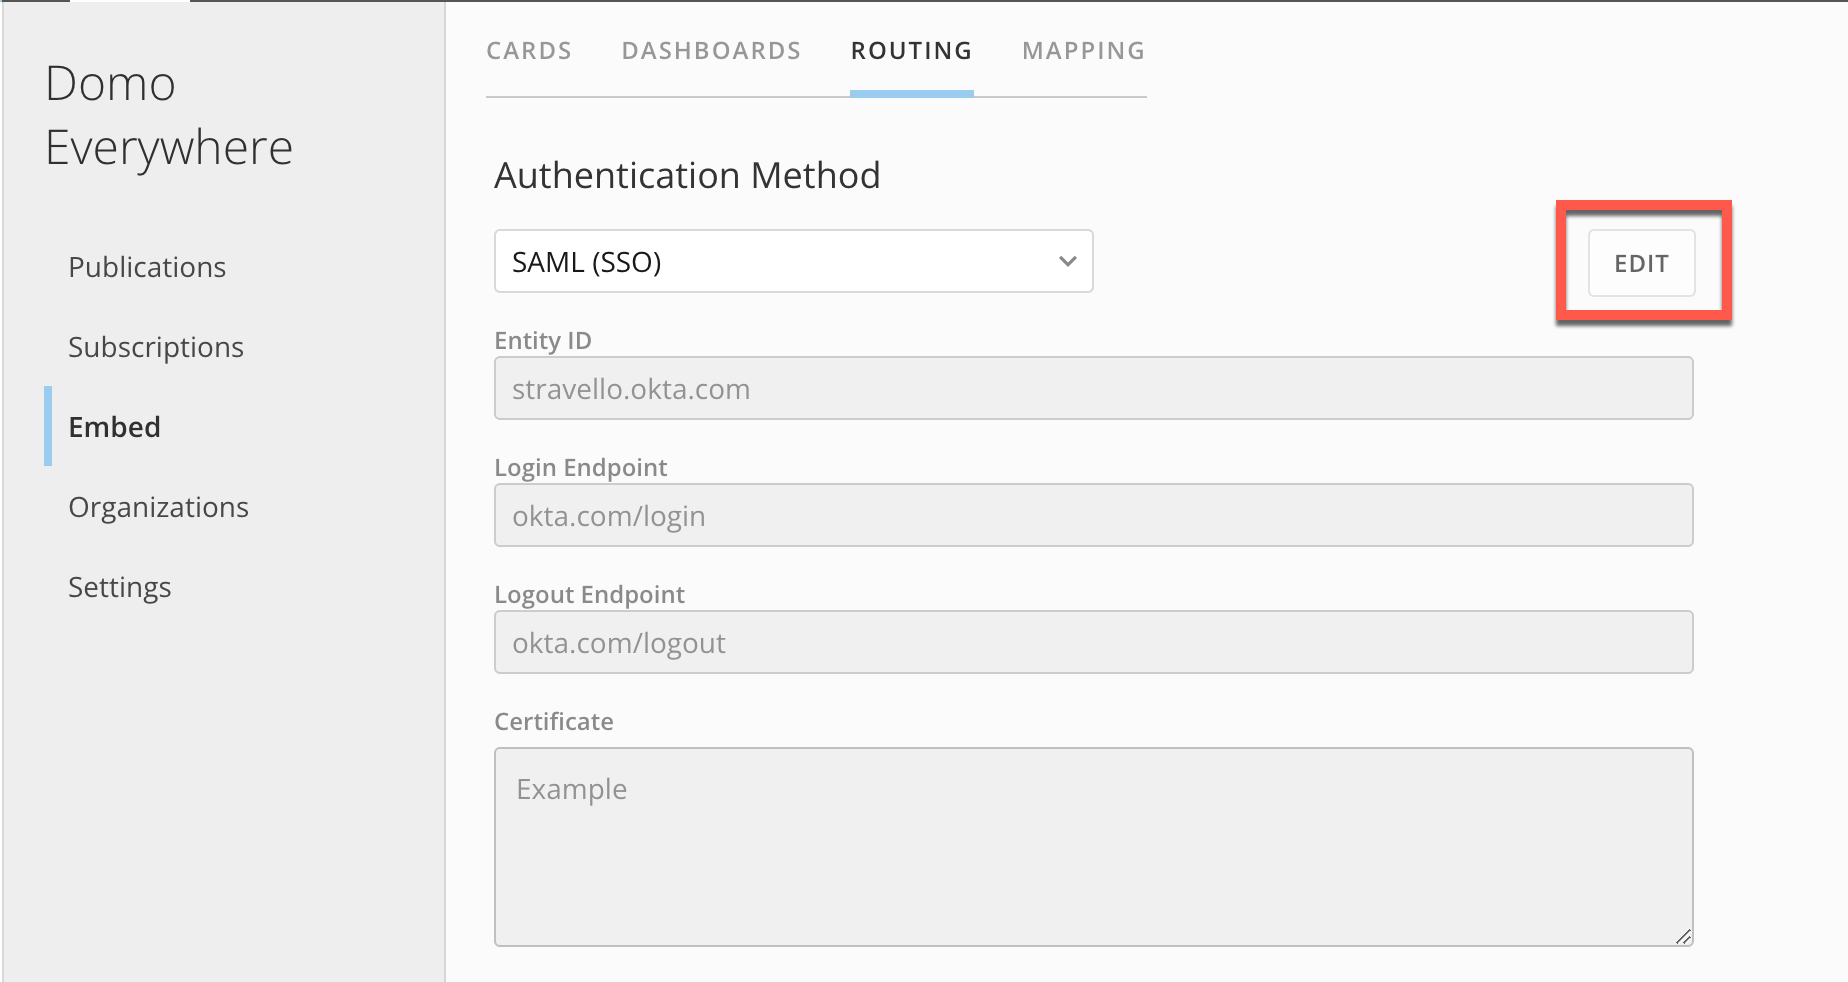 Domo
Everywhere
Publications
Subscriptions
Embed
Organizations
Settings
CARDS DASHBOARDS ROUTING MAPPING
Authentication Method
SAML (SSO)
EDIT
Entity ID
stravello.okta.com
Login Endpoint
okta.com/login
Logout Endpoint
okta.com/logout
Certificate
Example